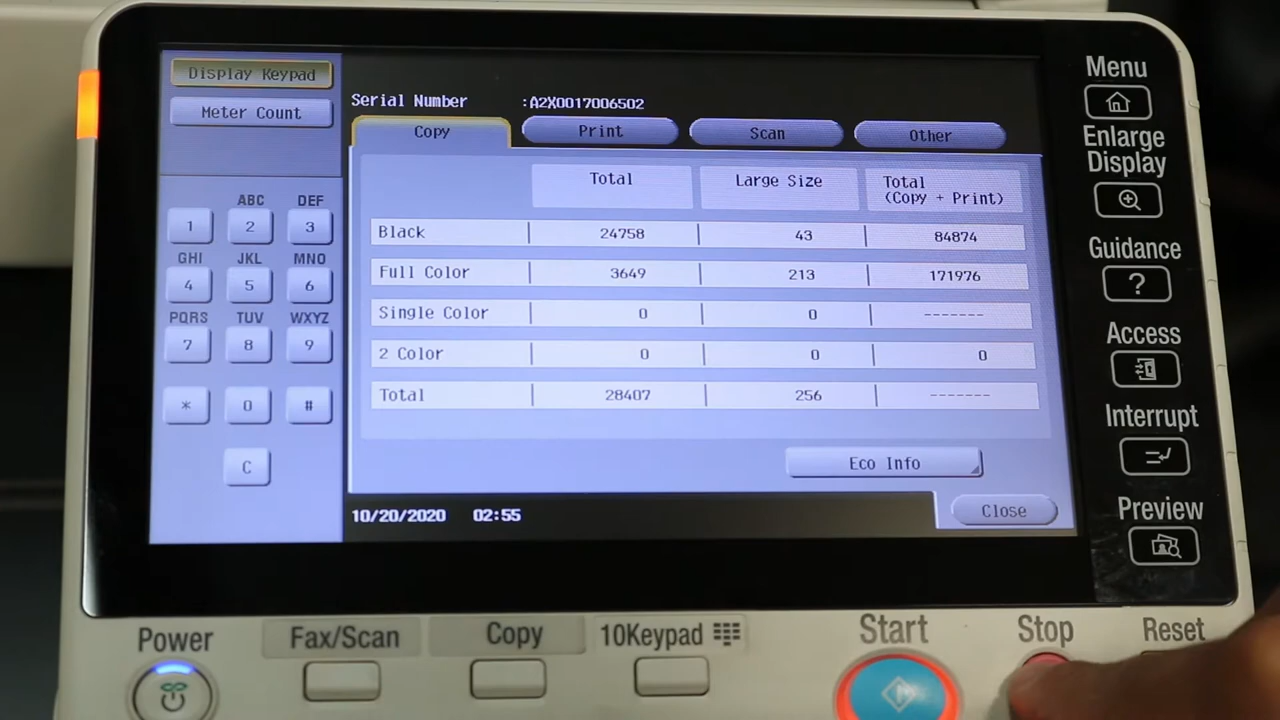 Display Keypad
Meter Count
Serial Number :A2X0017006502
Copy Print Scan Other
Total Large Size Total
(Copy + Print)
Black 24758 43 84874
Full Color 3649 213 171976
Single Color 0 0 -------
2 Color 0 0 0
Total 28407 256 -------
Eco Info
Close
10/20/2020 02:55
ABC DEF
1 2 3
GHI JKL MNO
4 5 6
PQRS TUV WXYZ
7 8 9
* 0 #
C
Menu
Enlarge
Display
Guidance
?
Access
Interrupt
Preview
Power Fax/Scan Copy 10Keypad Start Stop Reset